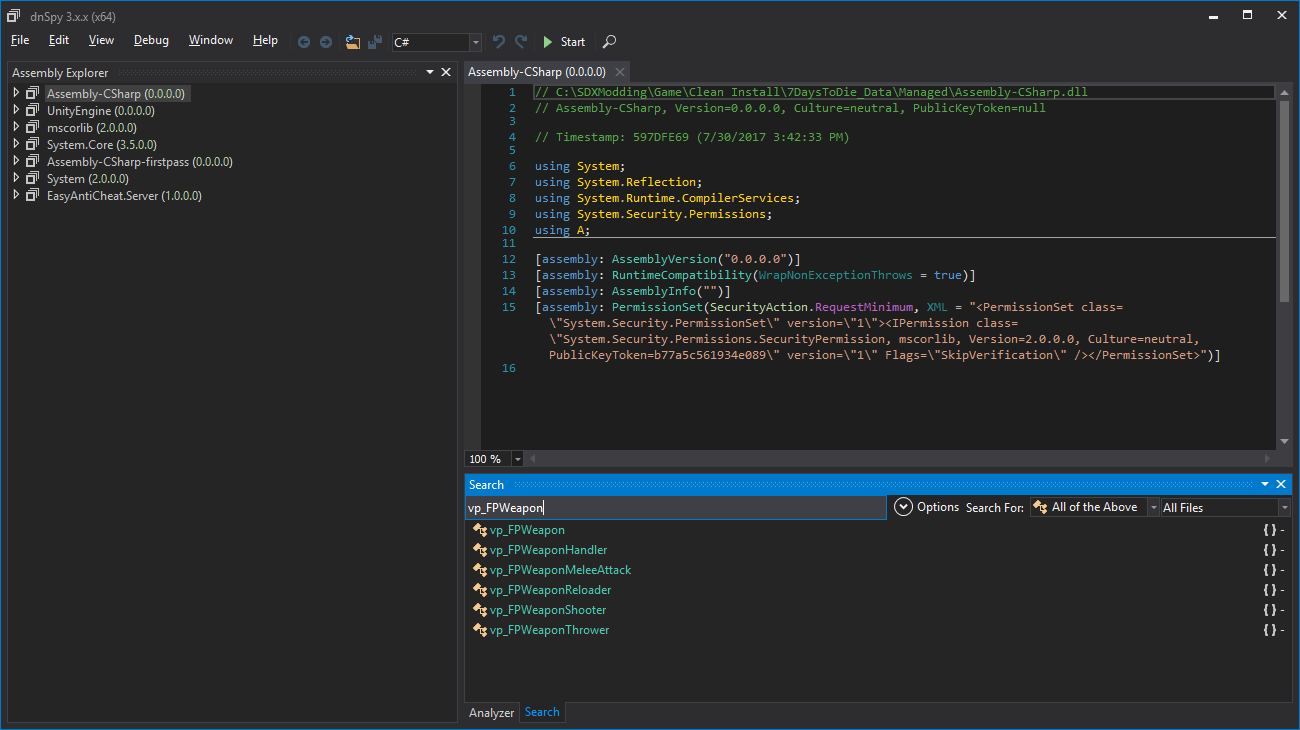 dnSpy 3.x.x (x64)
File Edit View Debug Window Help C# Start
Assembly Explorer
Assembly-CSharp (0.0.0.0)
UnityEngine (0.0.0.0)
mscorlib (2.0.0.0)
System.Core (3.5.0.0)
Assembly-CSharp-firstpass (0.0.0.0)
System (2.0.0.0)
EasyAntiCheat.Server (1.0.0.0)
Assembly-CSharp (0.0.0.0)
1 // C:\SDXModding\Game\Clean Install\7DaysToDie_Data\Managed\Assembly-CSharp.dll
2 // Assembly-CSharp, Version=0.0.0.0, Culture=neutral, PublicKeyToken=null
3
4 // Timestamp: 597DFE69 (7/30/2017 3:42:33 PM)
5
6 using System;
7 using System.Reflection;
8 using System.Runtime.CompilerServices;
9 using System.Security.Permissions;
10 using A;
11
12 [assembly: AssemblyVersion("0.0.0.0")]
13 [assembly: RuntimeCompatibility(WrapNonExceptionThrows = true)]
14 [assembly: AssemblyInfo("")]
15 [assembly: PermissionSet(SecurityAction.RequestMinimum, XML = "<PermissionSet class=
\"System.Security.PermissionSet\" version=\"1\"><IPermission class=
\"System.Security.Permissions.SecurityPermission, mscorlib, Version=2.0.0.0, Culture=neutral,
PublicKeyToken=b77a5c561934e089\" version=\"1\" Flags=\"SkipVerification\" /></PermissionSet>")]
16
100 %
Search
vp_FPWeapon Options Search For: All of the Above All Files
vp_FPWeapon { } -
vp_FPWeaponHandler { } -
vp_FPWeaponMeleeAttack { } -
vp_FPWeaponReloader { } -
vp_FPWeaponShooter { } -
vp_FPWeaponThrower { } -
Analyzer Search